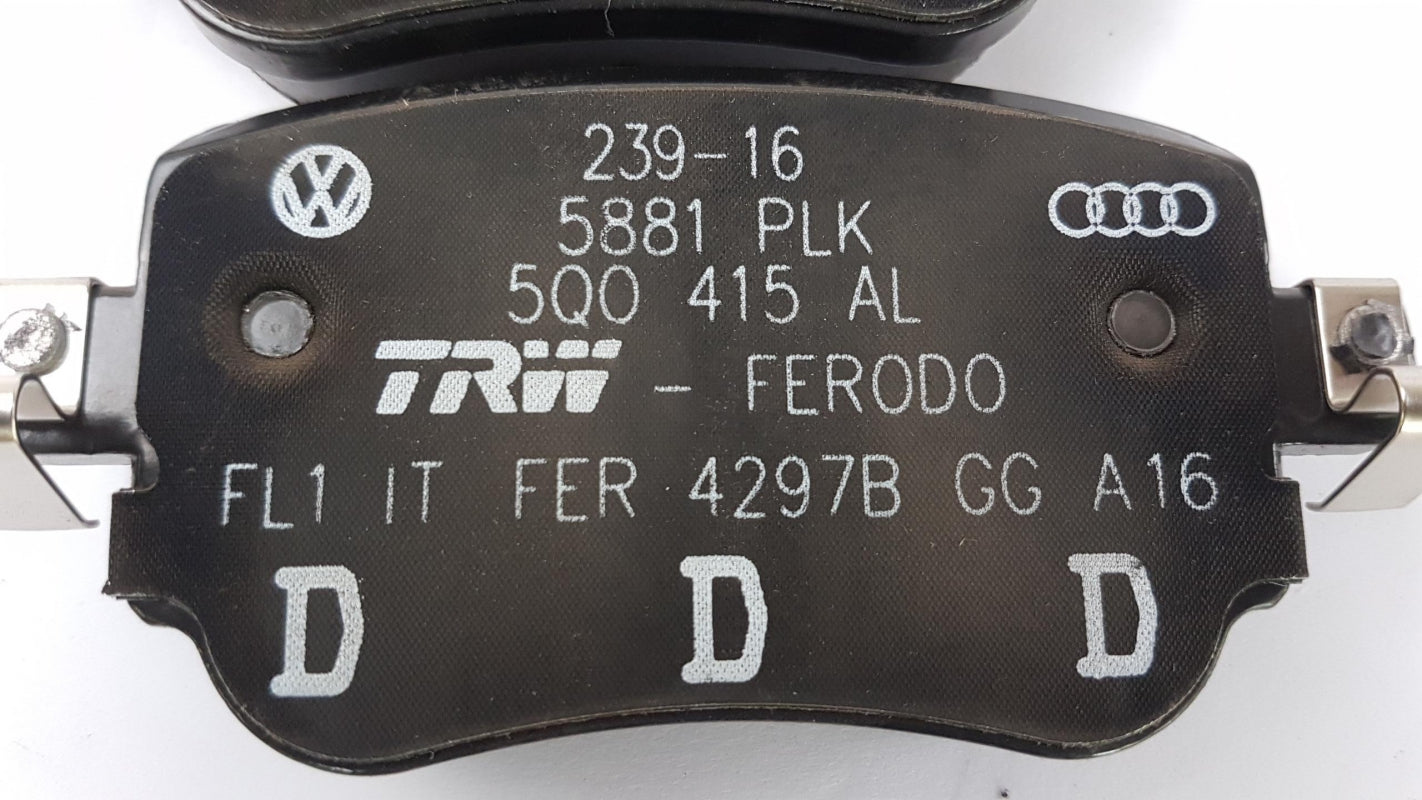 239-16
5881 PLK
5Q0 415 AL
TRW - FERODO
FL1 IT FER 4297B GG A16
D D D